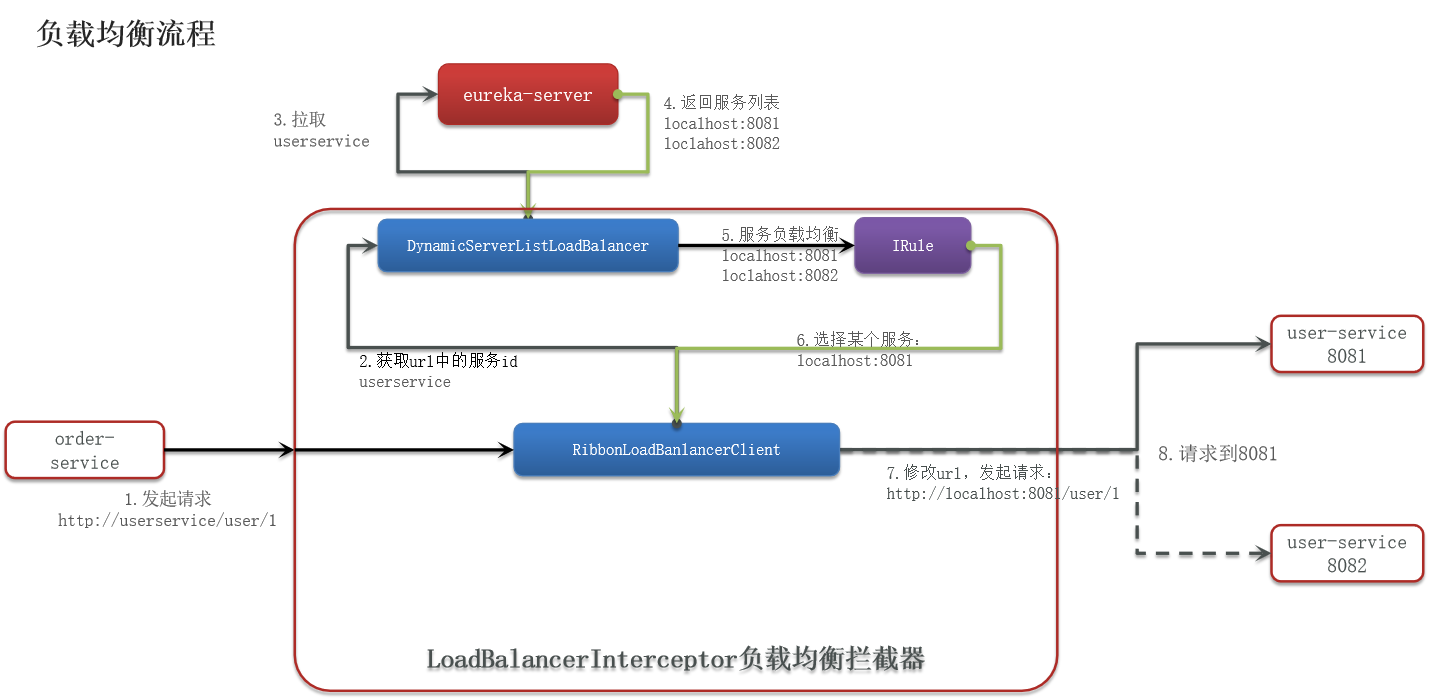 负载均衡流程
eureka-server
3.拉取
userservice
4.返回服务列表
localhost:8081
loclahost:8082
DynamicServerListLoadBalancer
5.服务负载均衡
localhost:8081
loclahost:8082
IRule
2.获取url中的服务id
userservice
6.选择某个服务：
localhost:8081
user-service
8081
order-
service
1.发起请求
http://userservice/user/1
RibbonLoadBanlancerClient
7.修改url，发起请求：
http://localhost:8081/user/1
8.请求到8081
user-service
8082
LoadBalancerInterceptor负载均衡拦截器